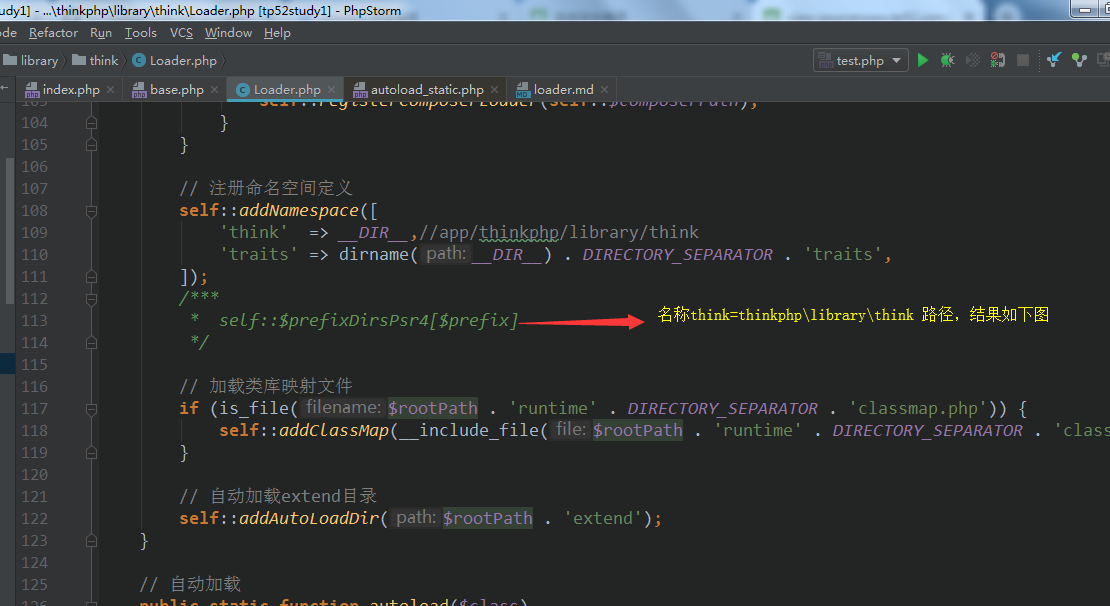 udy1] - ...\thinkphp\library\think\Loader.php [tp52study1] - PhpStorm
de Refactor Run Tools VCS Window Help
library think Loader.php test.php
index.php base.php Loader.php autoload_static.php loader.md
103 self::registerComposerLoader(self::$composerPath);
104 }
105 }
106
107 // 注册命名空间定义
108 self::addNamespace([
109 'think' => __DIR__,//app/thinkphp/library/think
110 'traits' => dirname( path: __DIR__) . DIRECTORY_SEPARATOR . 'traits',
111 ]);
112 /***
113 * self::$prefixDirsPsr4[$prefix] 名称think=thinkphp\library\think 路径，结果如下图
114 */
115
116 // 加载类库映射文件
117 if (is_file( filename: $rootPath . 'runtime' . DIRECTORY_SEPARATOR . 'classmap.php')) {
118 self::addClassMap(__include_file( file: $rootPath . 'runtime' . DIRECTORY_SEPARATOR . 'class
119 }
120
121 // 自动加载extend目录
122 self::addAutoLoadDir( path: $rootPath . 'extend');
123 }
124
125 // 自动加载
126 public static function autoload($class)